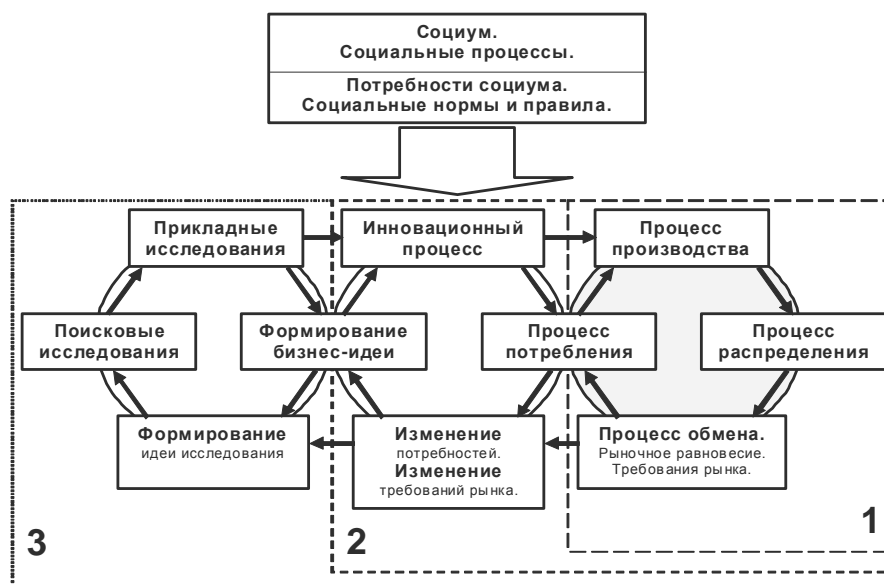 Социум.
Социальные процессы.
Потребности социума.
Социальные нормы и правила.
Прикладные
исследования
Инновационный
процесс
Процесс
производства
Поисковые
исследования
Формирование
бизнес-идеи
Процесс
потребления
Процесс
распределения
Формирование
идеи исследования
Изменение
потребностей.
Изменение
требований рынка.
Процесс обмена.
Рыночное равновесие.
Требования рынка.
3
2
1